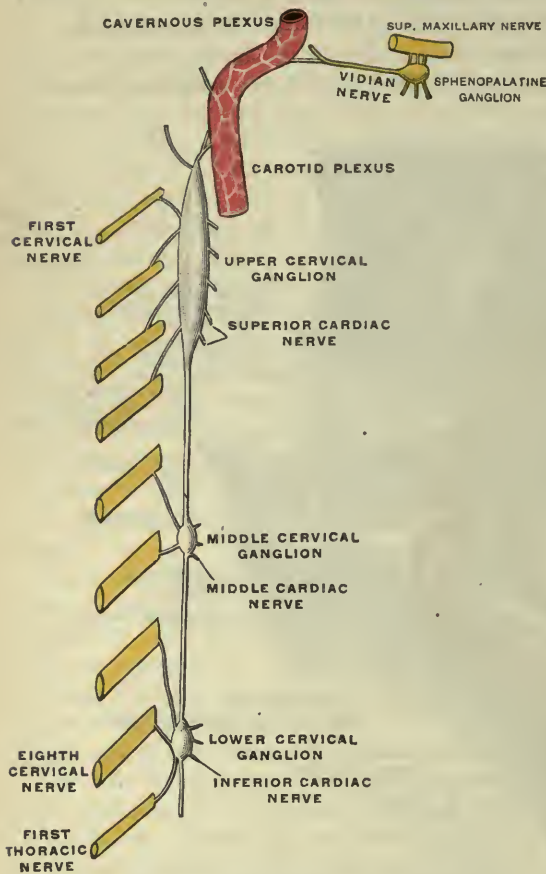 CAVERNOUS PLEXUS
SUP. MAXILLARY NERVE
VIDIAN
NERVE
SPHENOPALATINE
GANGLION
CAROTID PLEXUS
FIRST
CERVICAL
NERVE
UPPER CERVICAL
GANGLION
SUPERIOR CARDIAC
NERVE
MIDDLE CERVICAL
GANGLION
MIDDLE CARDIAC
NERVE
LOWER CERVICAL
GANGLION
EIGHTH
CERVICAL
NERVE
INFERIOR CARDIAC
NERVE
FIRST
THORACIC
NERVE